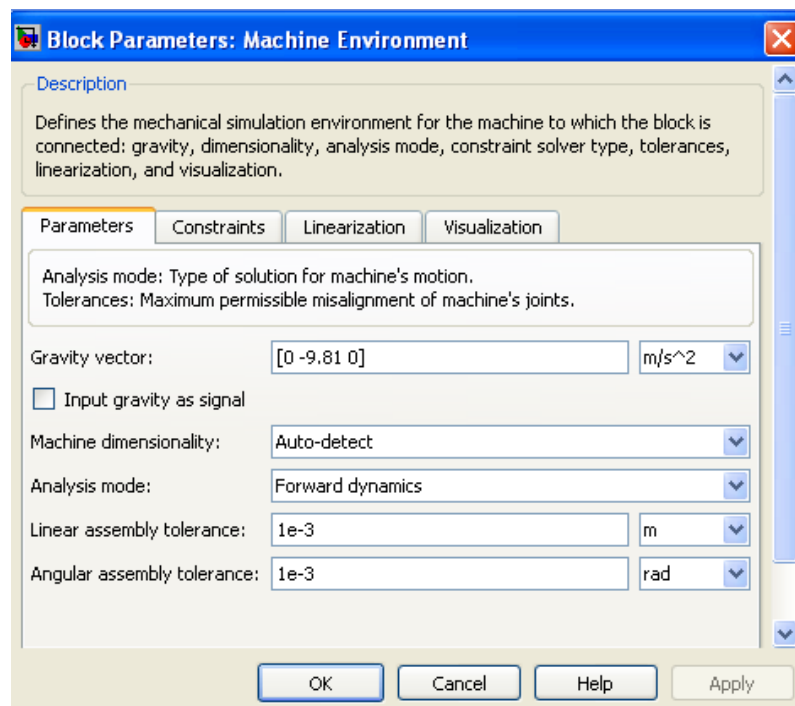 Block Parameters: Machine Environment
Description
Defines the mechanical simulation environment for the machine to which the block is
connected: gravity, dimensionality, analysis mode, constraint solver type, tolerances,
linearization, and visualization.
Parameters Constraints Linearization Visualization
Analysis mode: Type of solution for machine's motion.
Tolerances: Maximum permissible misalignment of machine's joints.
Gravity vector: [0 -9.81 0] m/s^2
Input gravity as signal
Machine dimensionality: Auto-detect
Analysis mode: Forward dynamics
Linear assembly tolerance: 1e-3 m
Angular assembly tolerance: 1e-3 rad
OK Cancel Help Apply